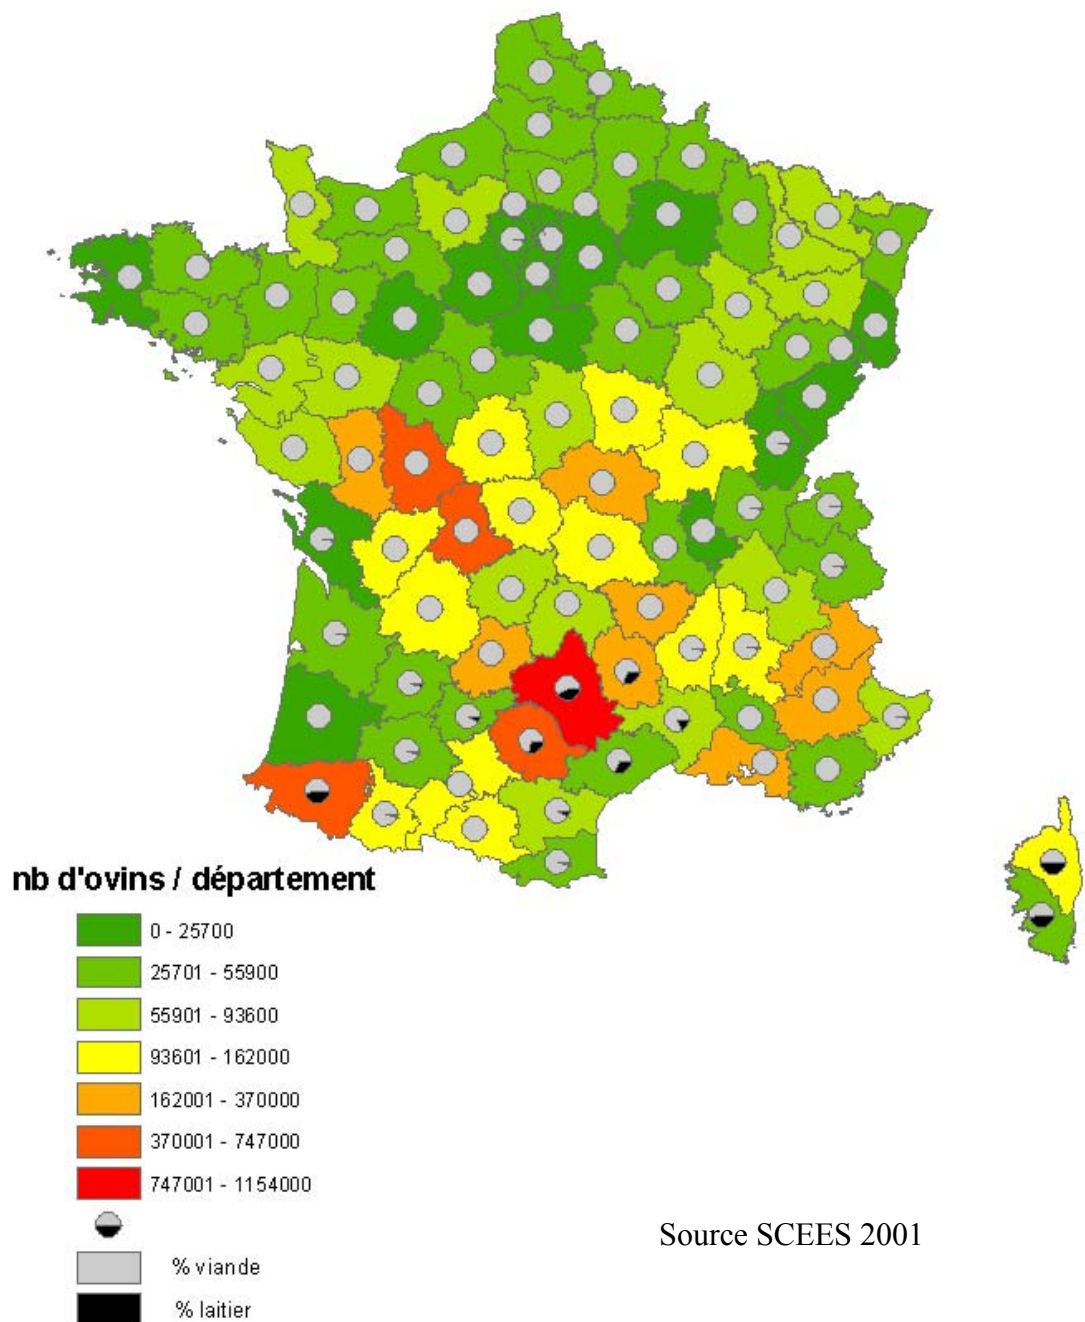 nb d'ovins / département
0 - 25700
25701 - 55900
55901 - 93600
93601 - 162000
162001 - 370000
370001 - 747000
747001 - 1154000
% viande
% laitier
Source SCEES 2001